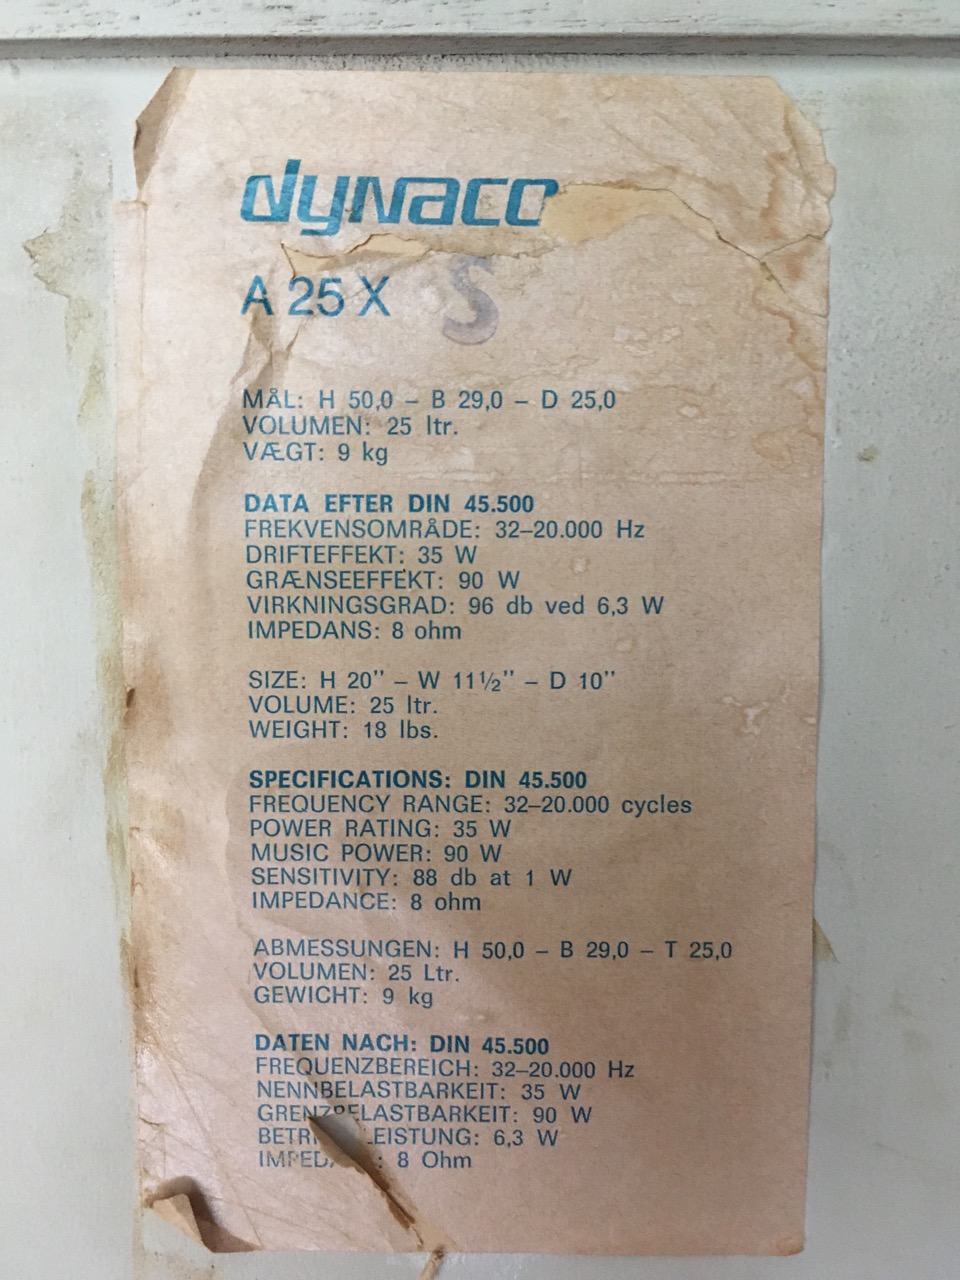 dynaco
A 25 X S
MÅL: H 50,0 – B 29,0 – D 25,0
VOLUMEN: 25 ltr.
VÆGT: 9 kg
DATA EFTER DIN 45.500
FREKVENSOMRÅDE: 32–20.000 Hz
DRIFTEFFEKT: 35 W
GRÆNSEEFFEKT: 90 W
VIRKNINGSGRAD: 96 db ved 6,3 W
IMPEDANS: 8 ohm
SIZE: H 20" – W 11½" – D 10"
VOLUME: 25 ltr.
WEIGHT: 18 lbs.
SPECIFICATIONS: DIN 45.500
FREQUENCY RANGE: 32–20.000 cycles
POWER RATING: 35 W
MUSIC POWER: 90 W
SENSITIVITY: 88 db at 1 W
IMPEDANCE: 8 ohm
ABMESSUNGEN: H 50,0 – B 29,0 – T 25,0
VOLUMEN: 25 Ltr.
GEWICHT: 9 kg
DATEN NACH: DIN 45.500
FREQUENZBEREICH: 32–20.000 Hz
NENNBELASTBARKEIT: 35 W
GRENZBELASTBARKEIT: 90 W
6,3 W
8 Ohm